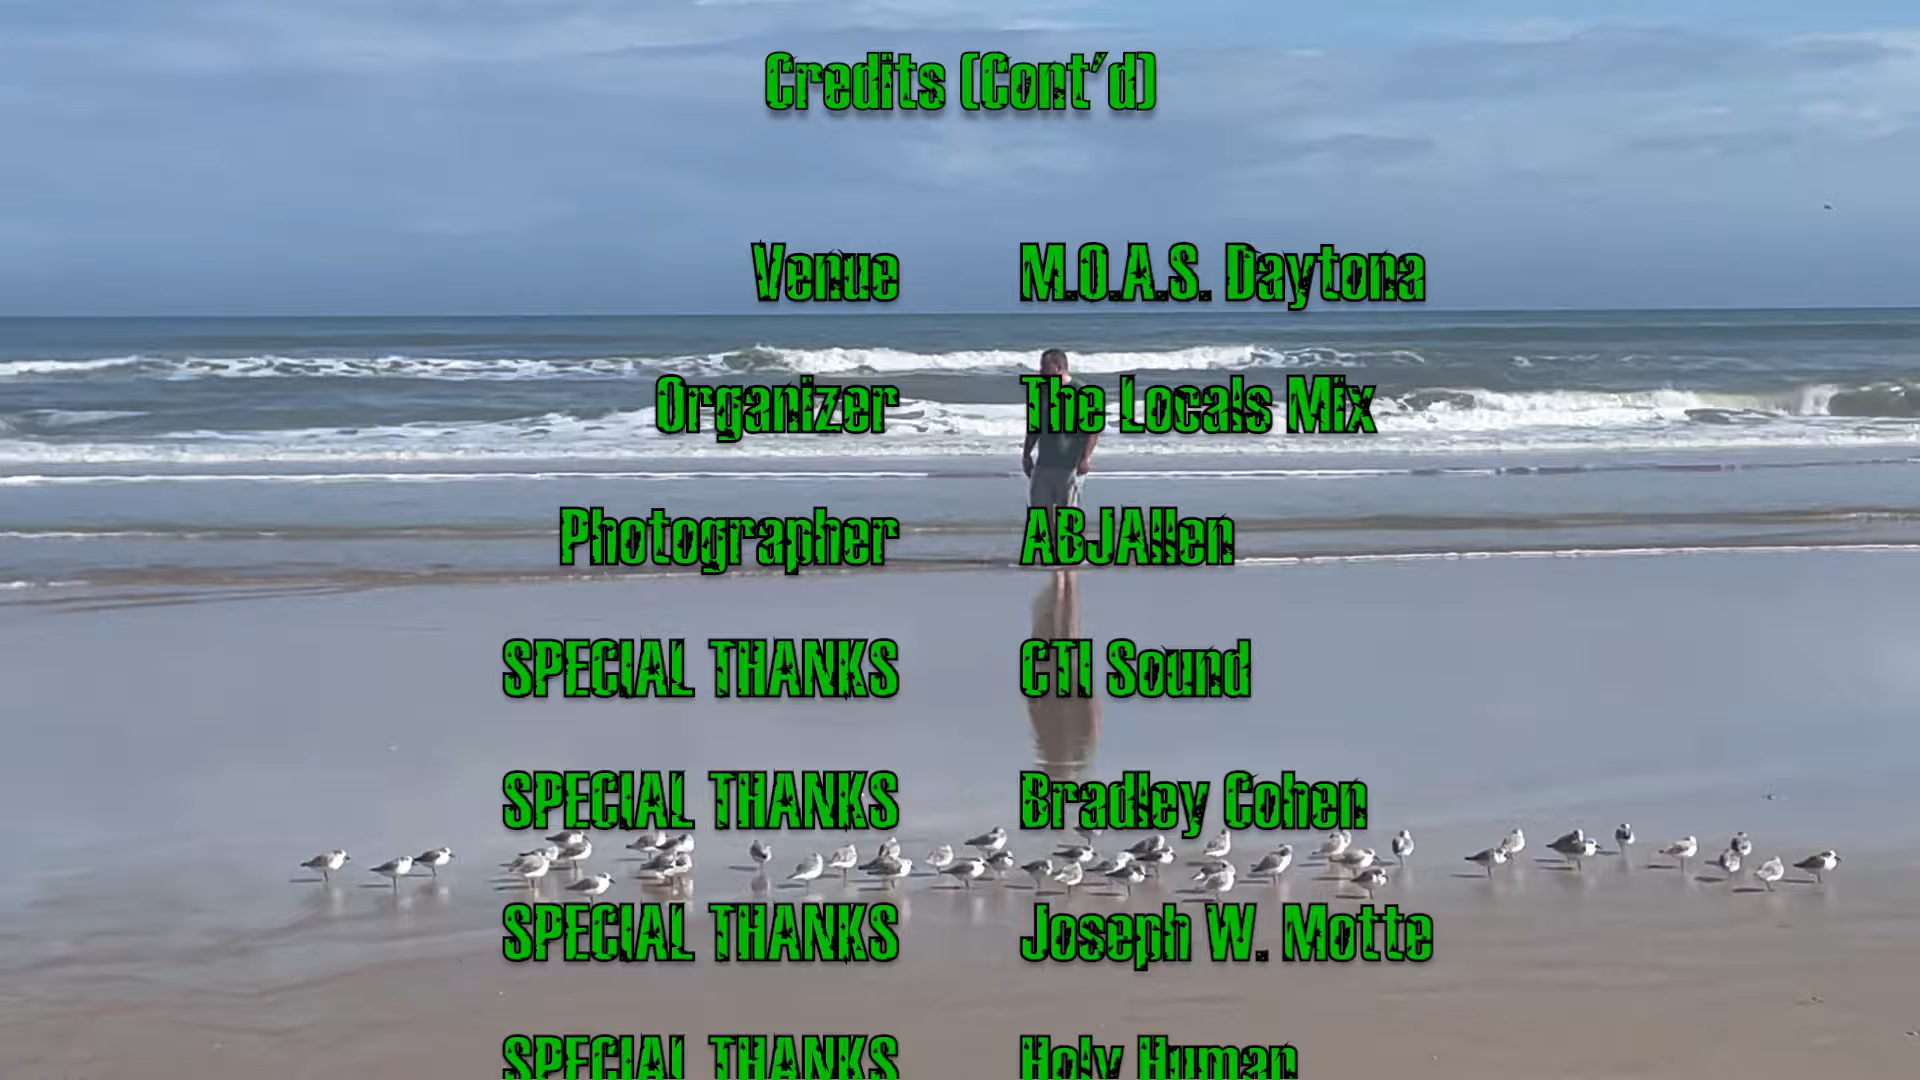 Credits (Cont'd)
Venue M.O.A.S. Daytona
Organizer The Locals Mix
Photographer ABJAllen
SPECIAL THANKS CTI Sound
SPECIAL THANKS Bradley Cohen
SPECIAL THANKS Joseph W. Motte
SPECIAL THANKS Holy Human